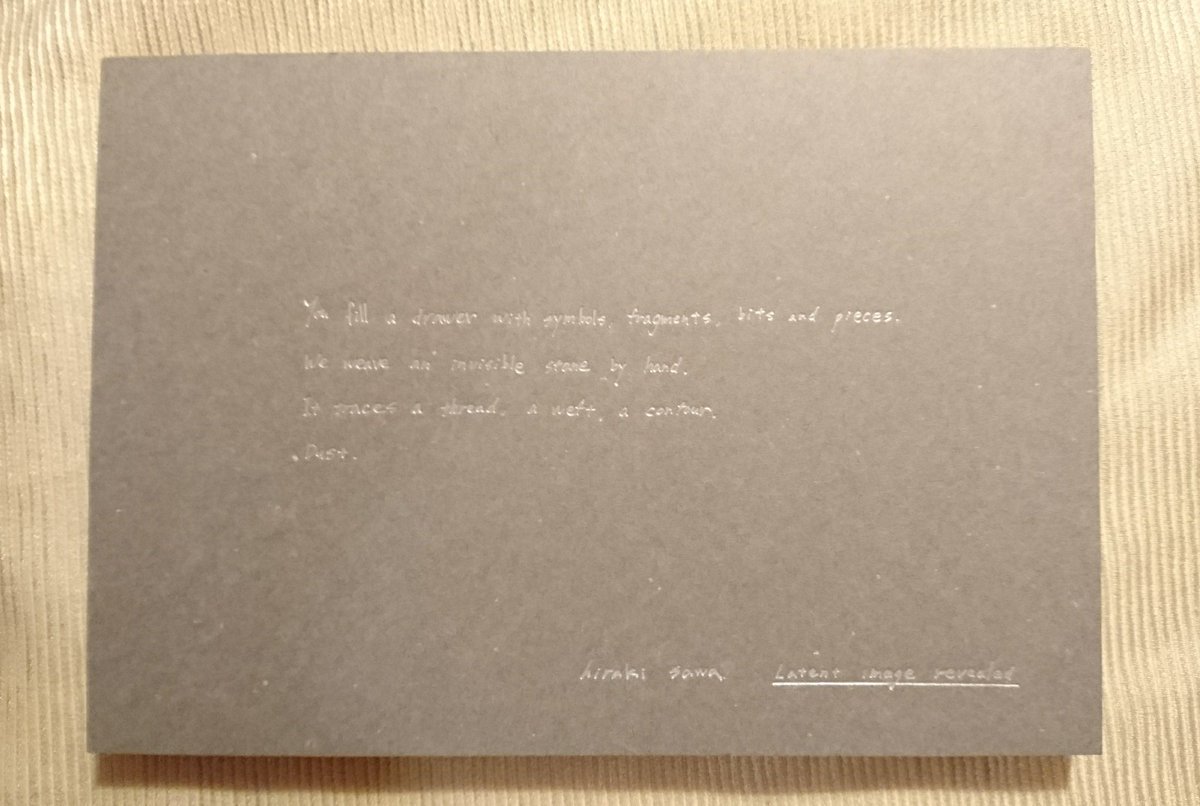 You fill a drawer with symbols, fragments, bits and pieces.
We weave an invisible stone by hand.
It traces a thread, a weft, a contour.
Dust.
hiraki sawa Latent image revealed